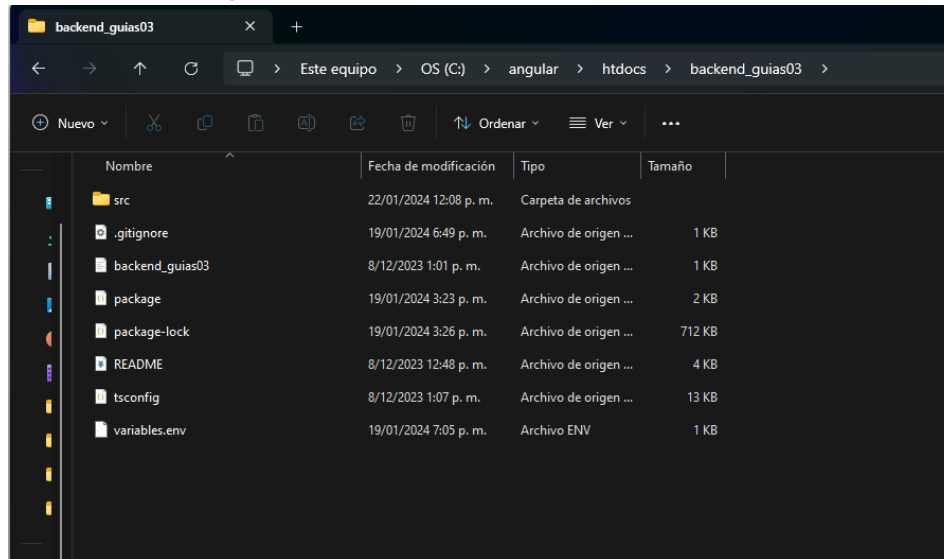 backend_guias03
Este equipo > OS (C:) > angular > htdocs > backend_guias03 >
Nuevo Ordenar Ver ...
Nombre Fecha de modificación Tipo Tamaño
src 22/01/2024 12:08 p. m. Carpeta de archivos
.gitignore 19/01/2024 6:49 p. m. Archivo de origen ... 1 KB
backend_guias03 8/12/2023 1:01 p. m. Archivo de origen ... 1 KB
package 19/01/2024 3:23 p. m. Archivo de origen ... 2 KB
package-lock 19/01/2024 3:26 p. m. Archivo de origen ... 712 KB
README 8/12/2023 12:48 p. m. Archivo de origen ... 4 KB
tsconfig 8/12/2023 1:07 p. m. Archivo de origen ... 13 KB
variables.env 19/01/2024 7:05 p. m. Archivo ENV 1 KB